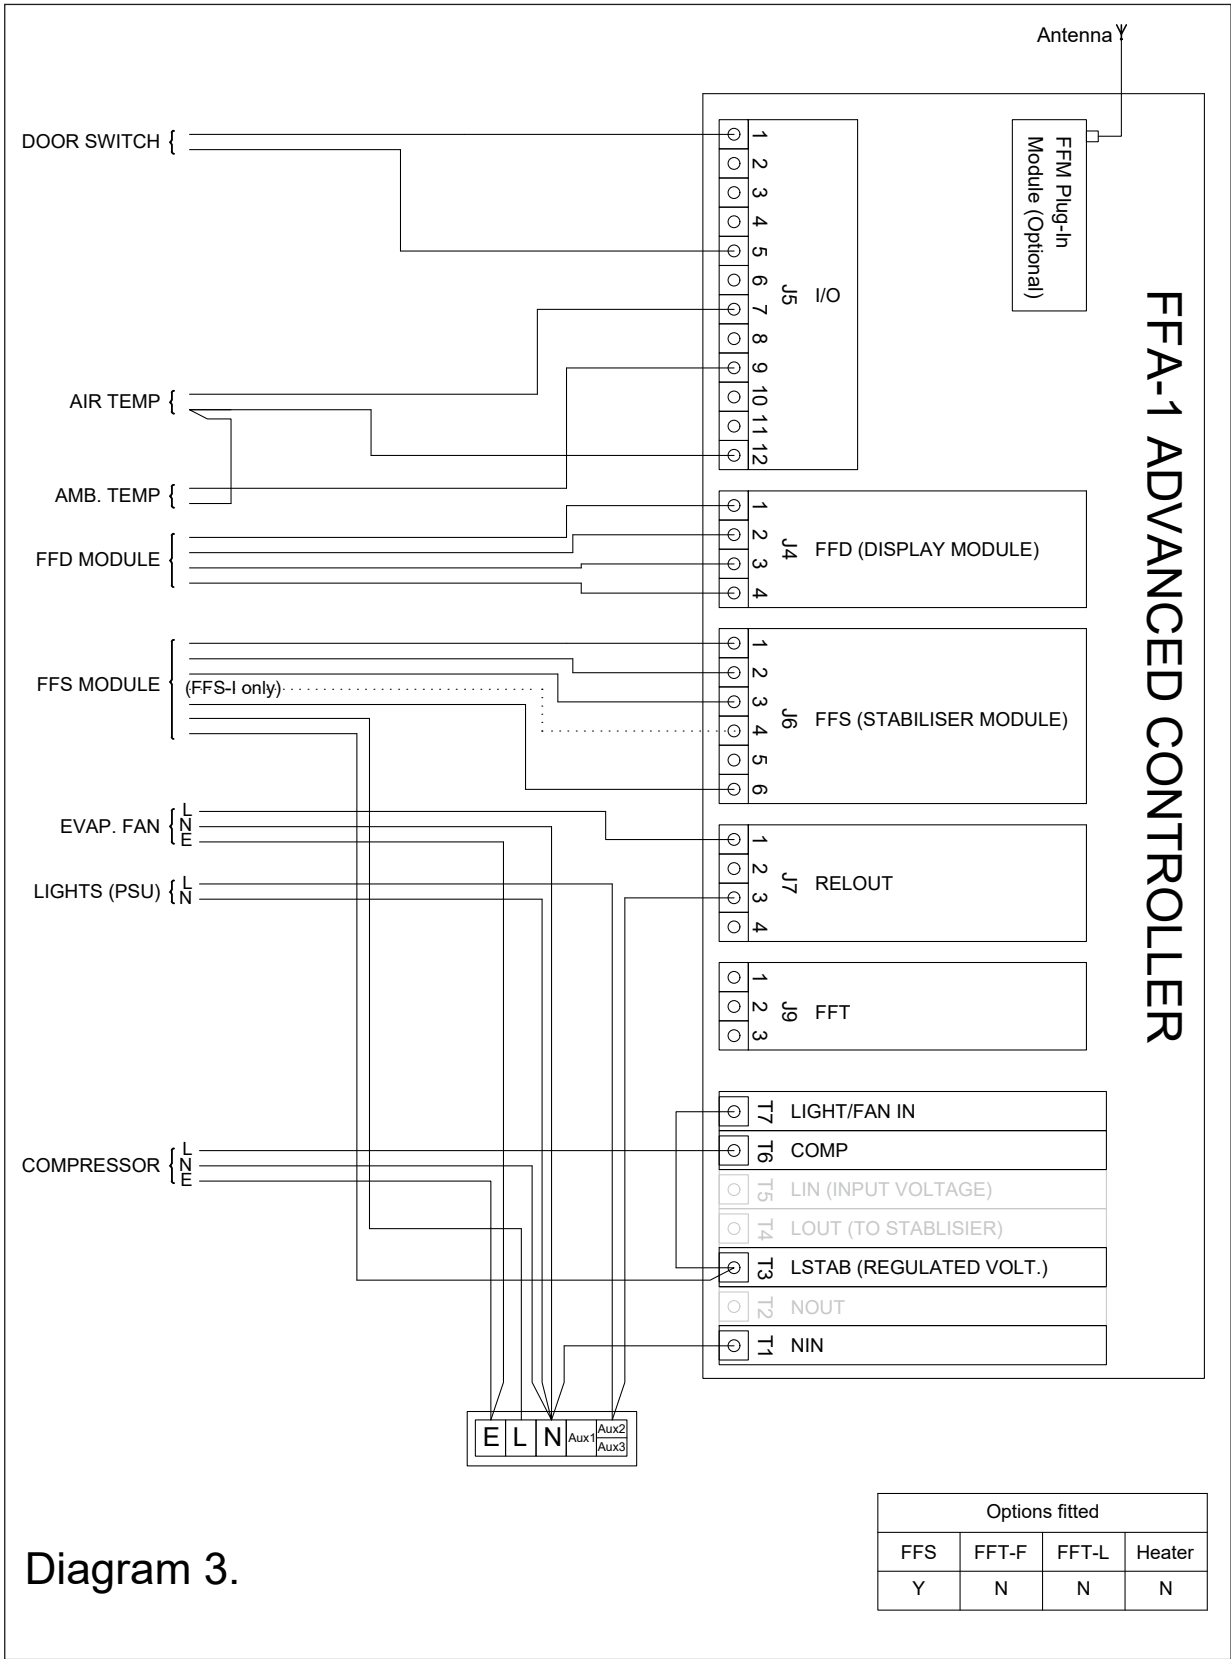 Antenna
DOOR SWITCH
AIR TEMP
AMB. TEMP
FFD MODULE
FFS MODULE
(FFS-I only)
EVAP. FAN
L
N
E
LIGHTS (PSU)
L
N
COMPRESSOR
L
N
E
1
2
3
4
5
6
7
8
9
10
11
12
J5
I/O
FFM Plug-In
Module (Optional)
FFA-1 ADVANCED CONTROLLER
1
2
3
4
J4
FFD (DISPLAY MODULE)
1
2
3
4
5
6
J6
FFS (STABILISER MODULE)
1
2
3
4
J7
RELOUT
1
2
3
J9
FFT
T7 LIGHT/FAN IN
T6 COMP
T5 LIN (INPUT VOLTAGE)
T4 LOUT (TO STABLISIER)
T3 LSTAB (REGULATED VOLT.)
T2 NOUT
T1 NIN
E L N Aux1 Aux2
Aux3
Options fitted
FFS FFT-F FFT-L Heater
Y N N N
Diagram 3.